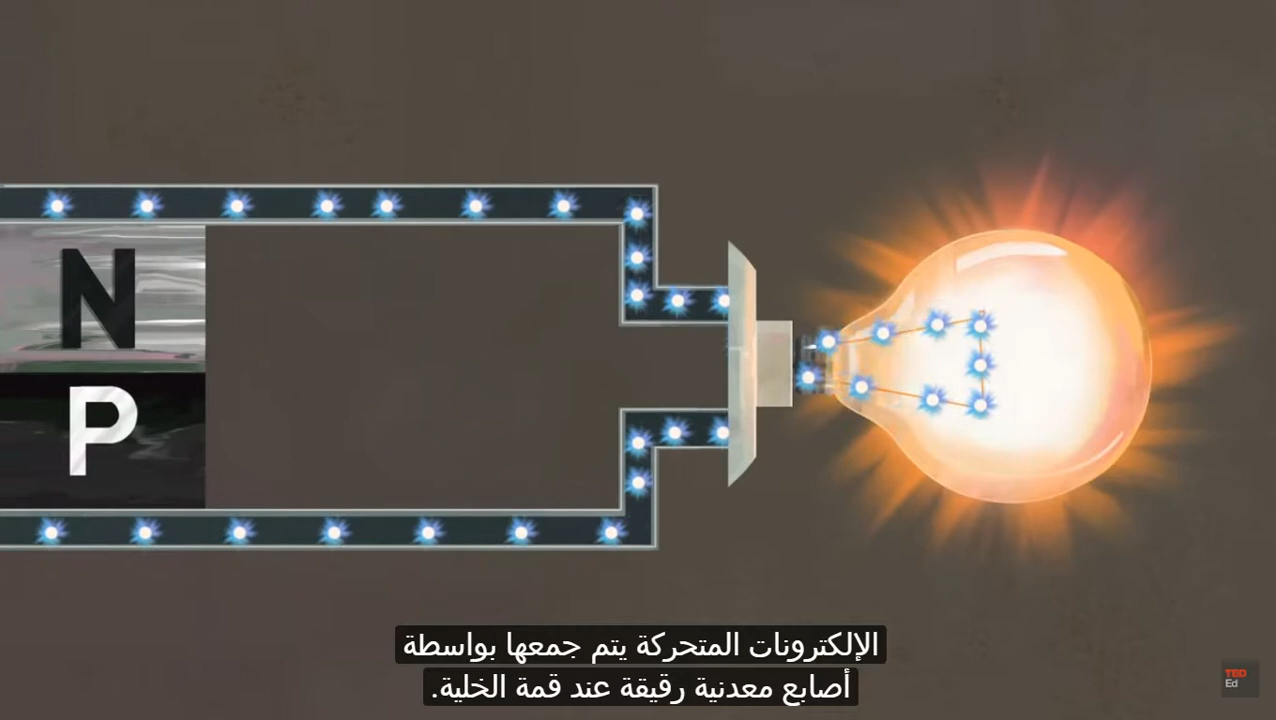 N
P
الإلكترونات المتحركة يتم جمعها بواسطة
أصابع معدنية رقيقة عند قمة الخلية.
TED
Ed